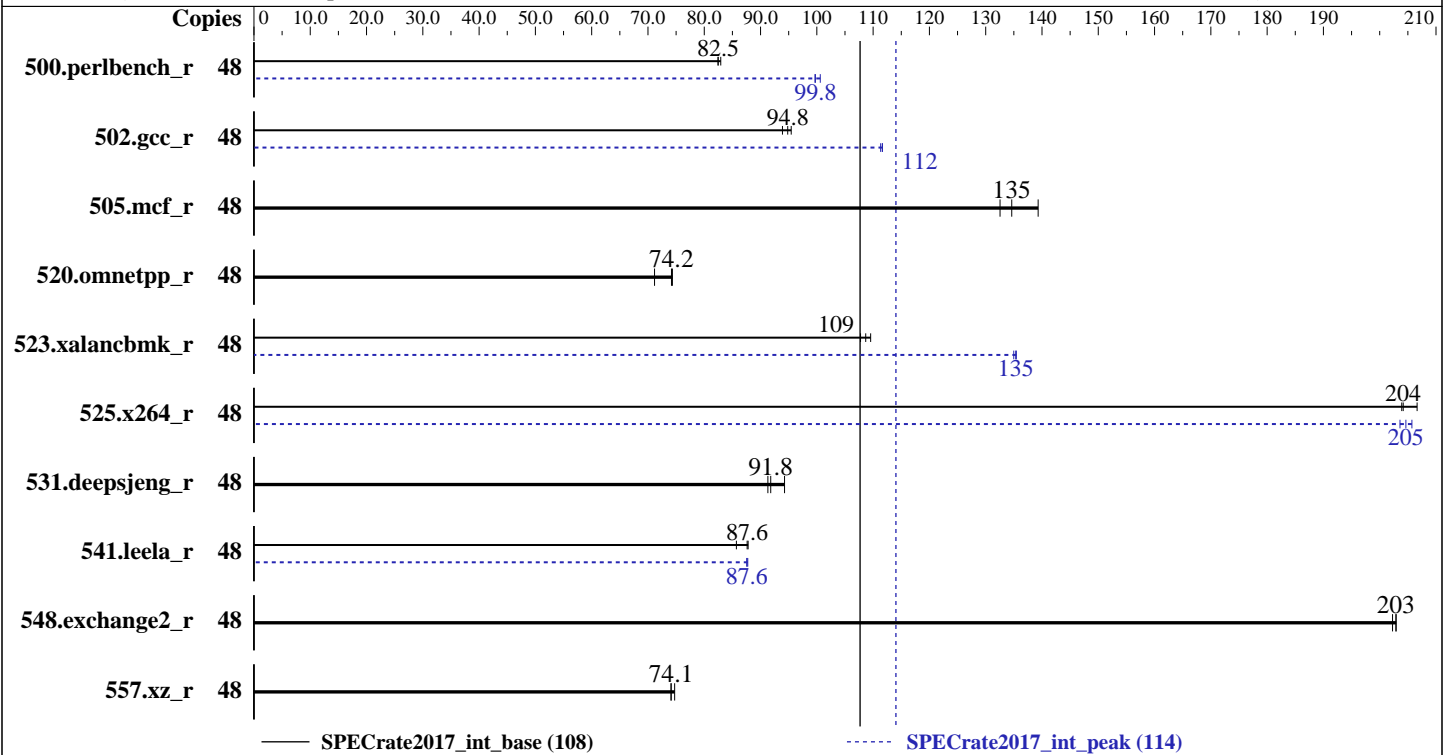 Copies 0 10.0 20.0 30.0 40.0 50.0 60.0 70.0 80.0 90.0 100 110 120 130 140 150 160 170 180 190 210
500.perlbench_r 48 82.5
99.8
502.gcc_r 48 94.8
112
505.mcf_r 48 135
520.omnetpp_r 48 74.2
523.xalancbmk_r 48 109
135
525.x264_r 48 204
205
531.deepsjeng_r 48 91.8
541.leela_r 48 87.6
87.6
548.exchange2_r 48 203
557.xz_r 48 74.1
SPECrate2017_int_base (108) SPECrate2017_int_peak (114)